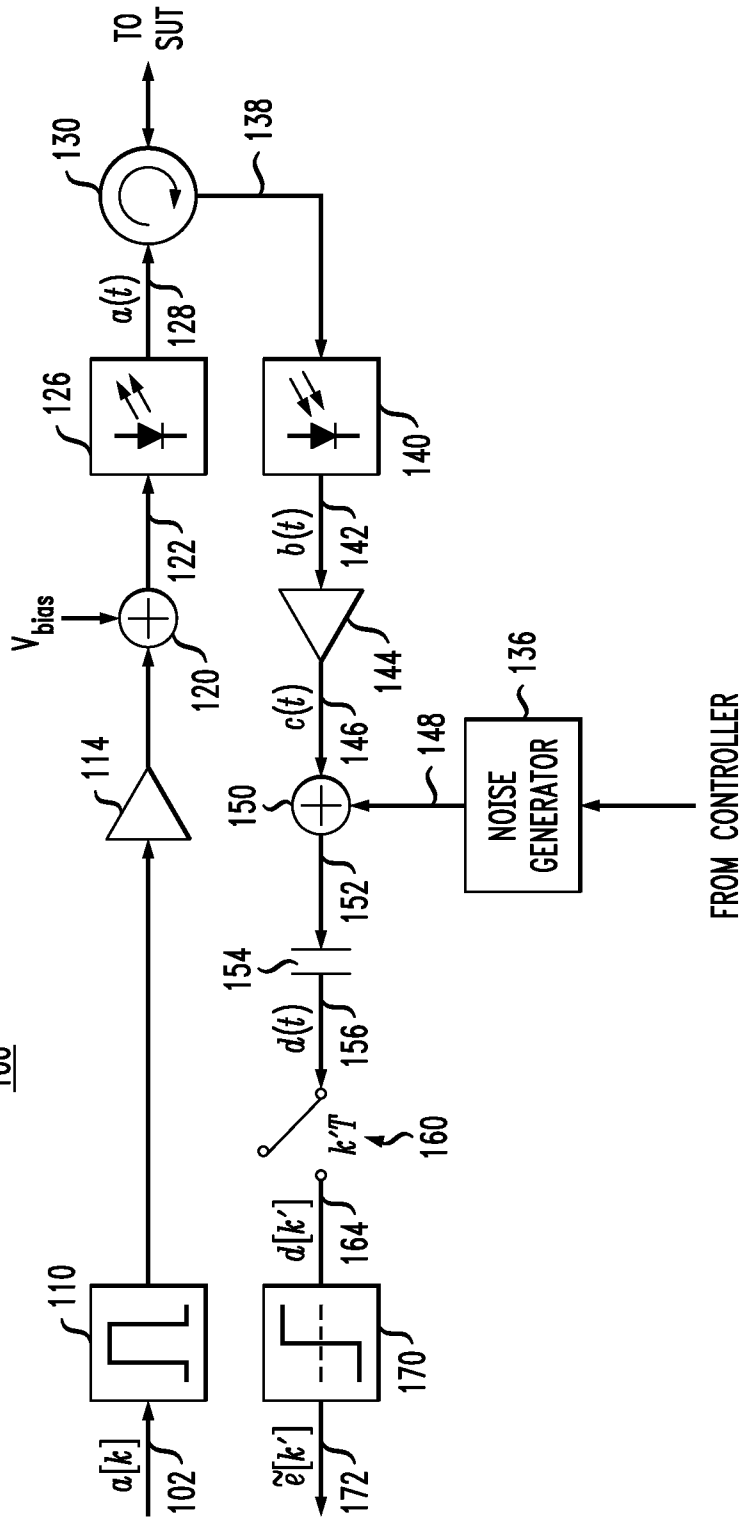 110
a[k]
102
114
V_bias
120
122
126
a(t)
128
130
TO
SUT
138
140
b(t)
142
144
c(t)
146
150
148
136
NOISE
GENERATOR
FROM CONTROLLER
152
154
d(t)
156
k′T
160
d[k′]
164
170
ẽ[k′]
172